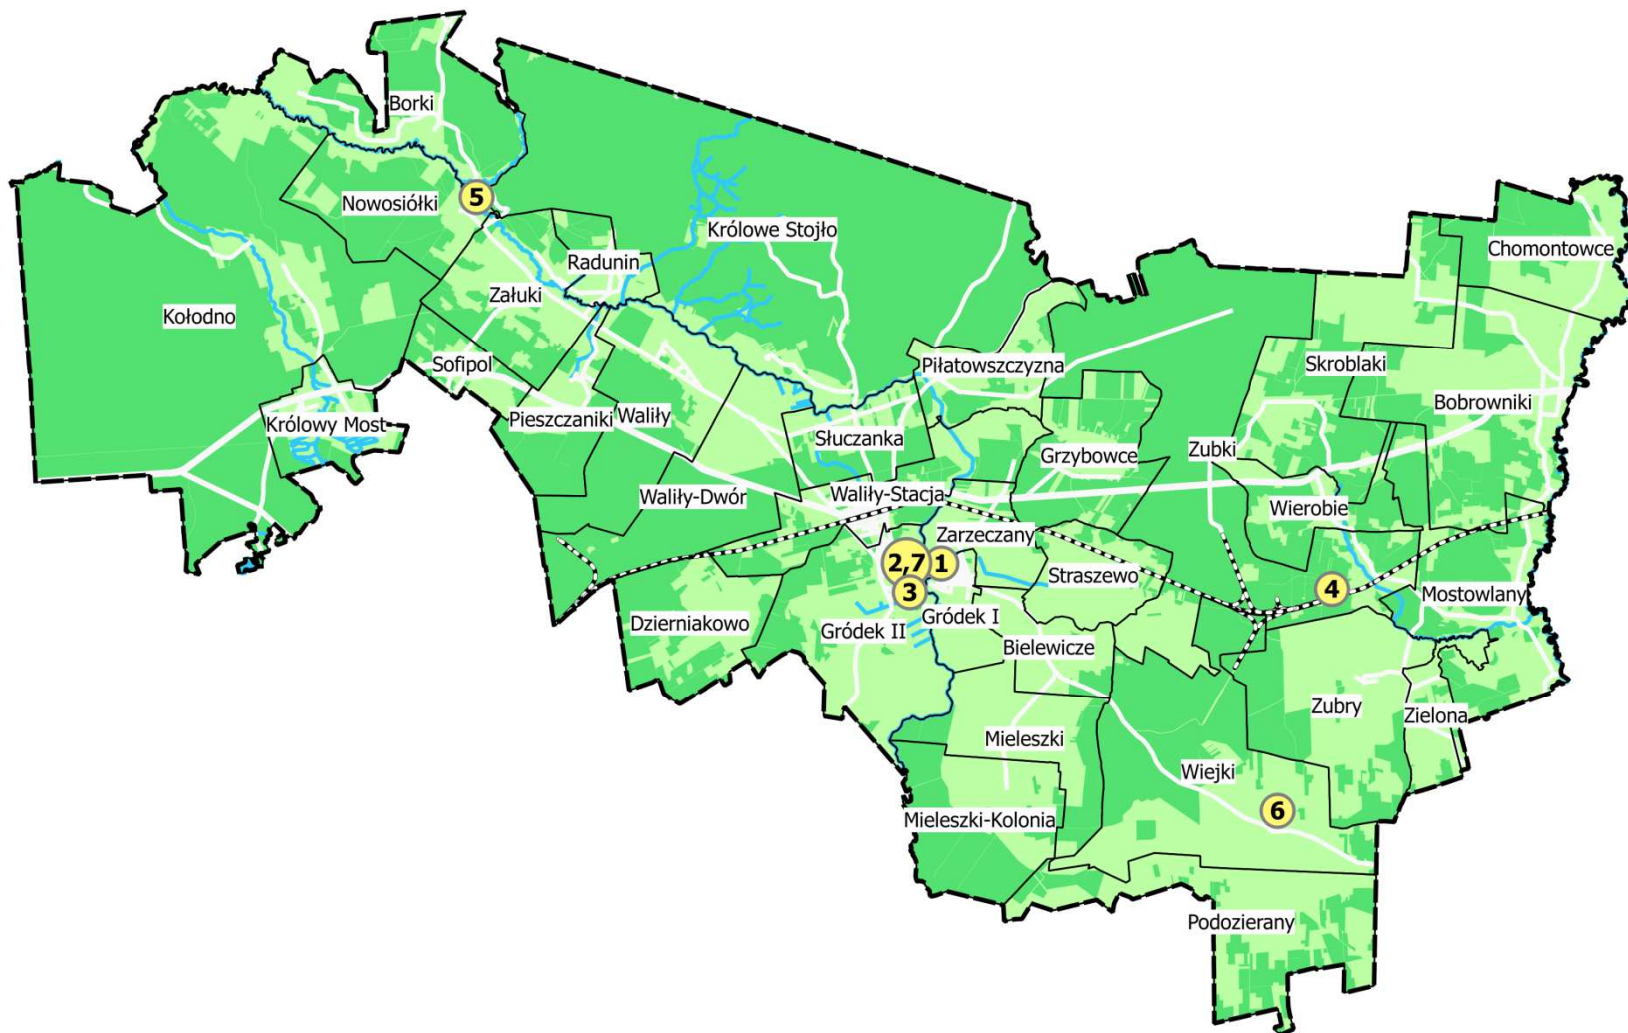 Borki
5
Nowosiółki
Królowe Stojło
Chomontowce
Radunin
Załuki
Kołodno
Sofipol
Piłatowszczyzna
Skroblaki
Bobrowniki
Królowy Most
Pieszczaniki
Waliły
Słuczanka
Grzybowce
Zubki
Waliły-Dwór
Waliły-Stacja
Wierobie
Zarzeczany
2,7
1
Straszewo
3
4
Mostowlany
Dzierniakowo
Gródek II
Gródek I
Bielewicze
Zubry
Zielona
Mieleszki
Wiejki
6
Mieleszki-Kolonia
Podozierany